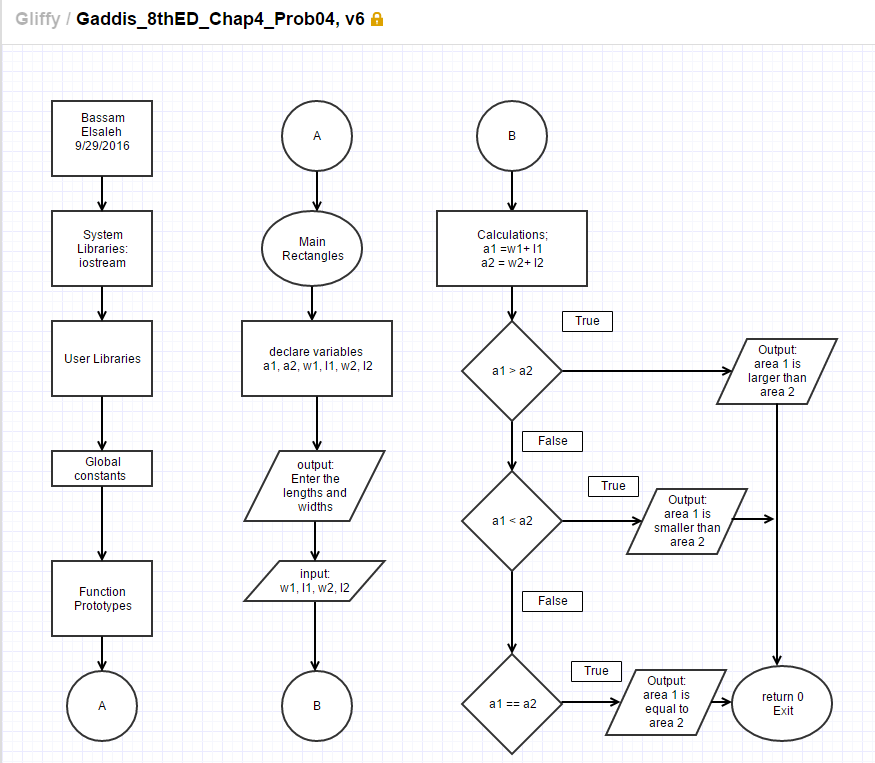 Gliffy / Gaddis_8thED_Chap4_Prob04, v6
Bassam
Elsaleh
9/29/2016
System
Libraries:
iostream
User Libraries
Global
constants
Function
Prototypes
A
A
Main
Rectangles
declare variables
a1, a2, w1, l1, w2, l2
output:
Enter the
lengths and
widths
input:
w1, l1, w2, l2
B
B
Calculations;
a1 =w1+ l1
a2 = w2+ l2
True
a1 > a2
Output:
area 1 is
larger than
area 2
False
True
a1 < a2
Output:
area 1 is
smaller than
area 2
False
True
a1 == a2
Output:
area 1 is
equal to
area 2
return 0
Exit